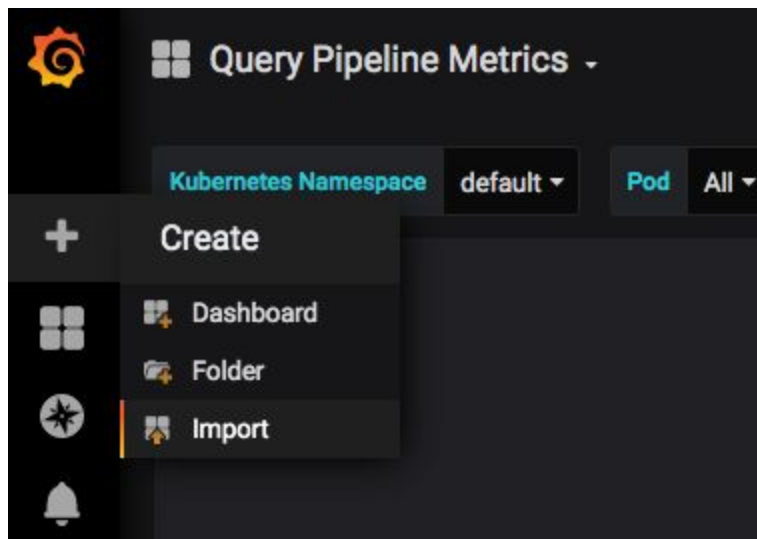 Query Pipeline Metrics
Kubernetes Namespace default Pod All
Create
Dashboard
Folder
Import